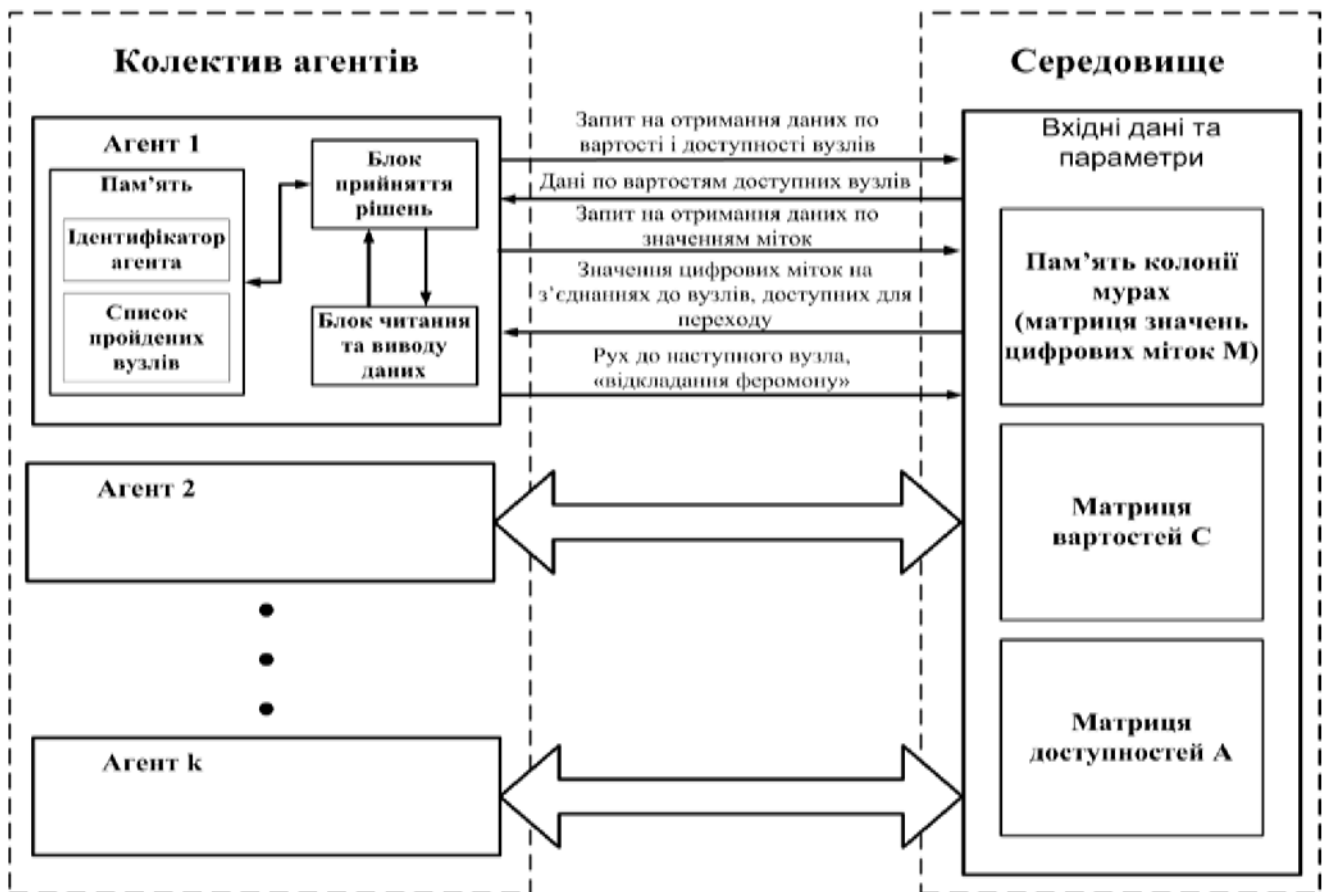 Колектив агентів
Агент 1
Пам’ять
Ідентифікатор
агента
Список
пройдених
вузлів
Блок
прийняття
рішень
Блок читання
та виводу
даних
Запит на отримання даних по
вартості і доступності вузлів
Дані по вартостям доступних вузлів
Запит на отримання даних по
значенням міток
Значення цифрових міток на
з’єднаннях до вузлів, доступних для
переходу
Рух до наступного вузла,
«відкладання феромону»
Агент 2
Агент k
Середовище
Вхідні дані та
параметри
Пам’ять колонії
мурах
(матриця значень
цифрових міток М)
Матриця
вартостей С
Матриця
доступностей А